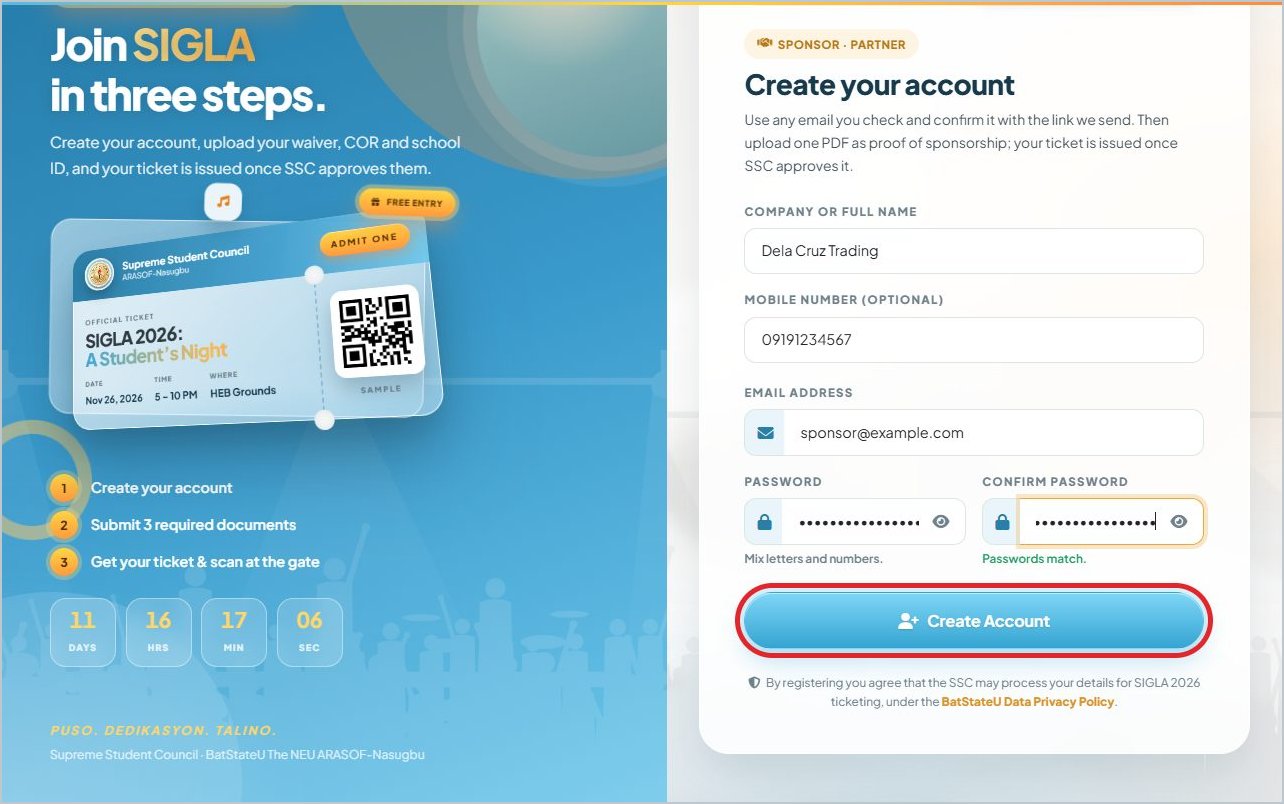 Join SIGLA
in three steps.
Create your account, upload your waiver, COR and school
ID, and your ticket is issued once SSC approves them.
FREE ENTRY
ADMIT ONE
Supreme Student Council
ARASOF-Nasugbu
OFFICIAL TICKET
SIGLA 2026:
A Student's Night
DATE TIME WHERE
Nov 26, 2026 5 – 10 PM HEB Grounds
SAMPLE
1 Create your account
2 Submit 3 required documents
3 Get your ticket & scan at the gate
11 16 17 06
DAYS HRS MIN SEC
PUSO. DEDIKASYON. TALINO.
Supreme Student Council · BatStateU The NEU ARASOF-Nasugbu
SPONSOR · PARTNER
Create your account
Use any email you check and confirm it with the link we send. Then
upload one PDF as proof of sponsorship; your ticket is issued once
SSC approves it.
COMPANY OR FULL NAME
Dela Cruz Trading
MOBILE NUMBER (OPTIONAL)
09191234567
EMAIL ADDRESS
sponsor@example.com
PASSWORD CONFIRM PASSWORD
Mix letters and numbers. Passwords match.
Create Account
By registering you agree that the SSC may process your details for SIGLA 2026
ticketing, under the BatStateU Data Privacy Policy.